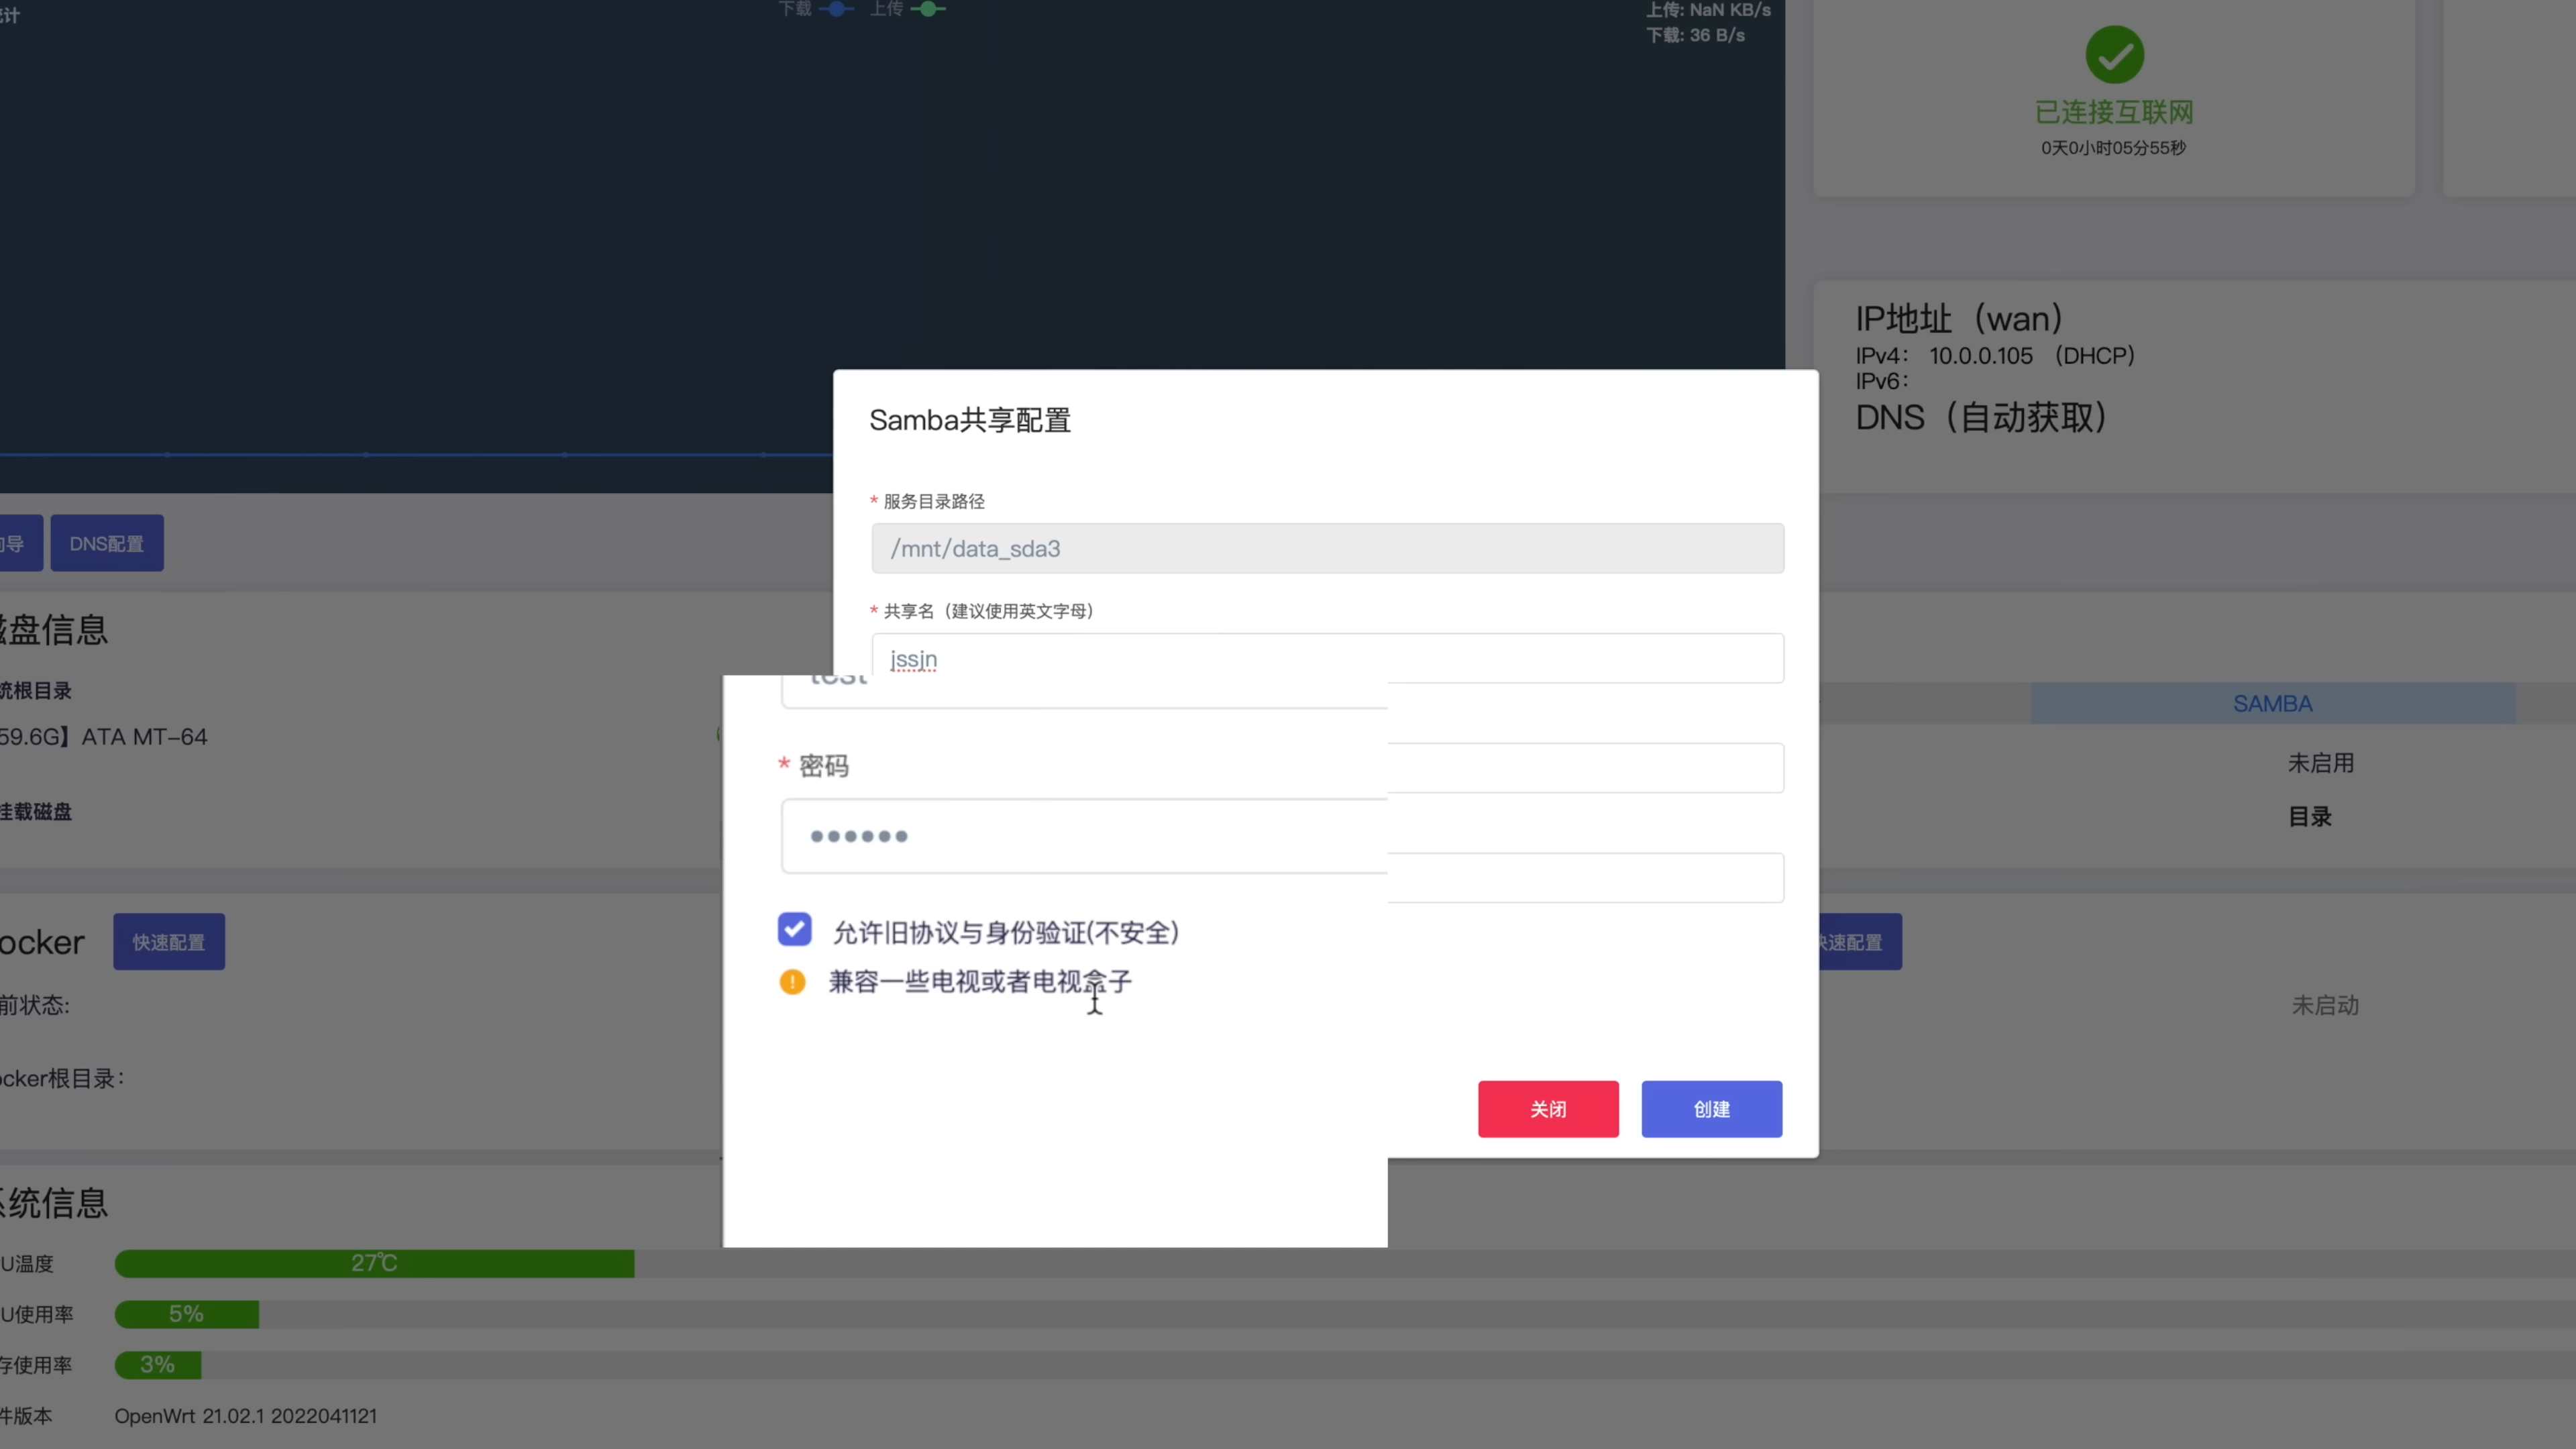 计
下载 上传
上传: NaN KB/s
下载: 36 B/s
已连接互联网
0天0小时05分55秒
IP地址（wan）
IPv4： 10.0.0.105 （DHCP）
IPv6：
DNS（自动获取）
Samba共享配置
* 服务目录路径
/mnt/data_sda3
* 共享名（建议使用英文字母）
jssjn
test
* 密码
••••••
允许旧协议与身份验证(不安全)
兼容一些电视或者电视盒子
关闭 创建
导 DNS配置
盘信息
统根目录
59.6G】ATA MT-64
挂载磁盘
SAMBA
未启用
目录
ocker 快速配置
前状态:
ocker根目录：
速配置
未启动
统信息
U温度 27℃
U使用率 5%
存使用率 3%
件版本 OpenWrt 21.02.1 2022041121